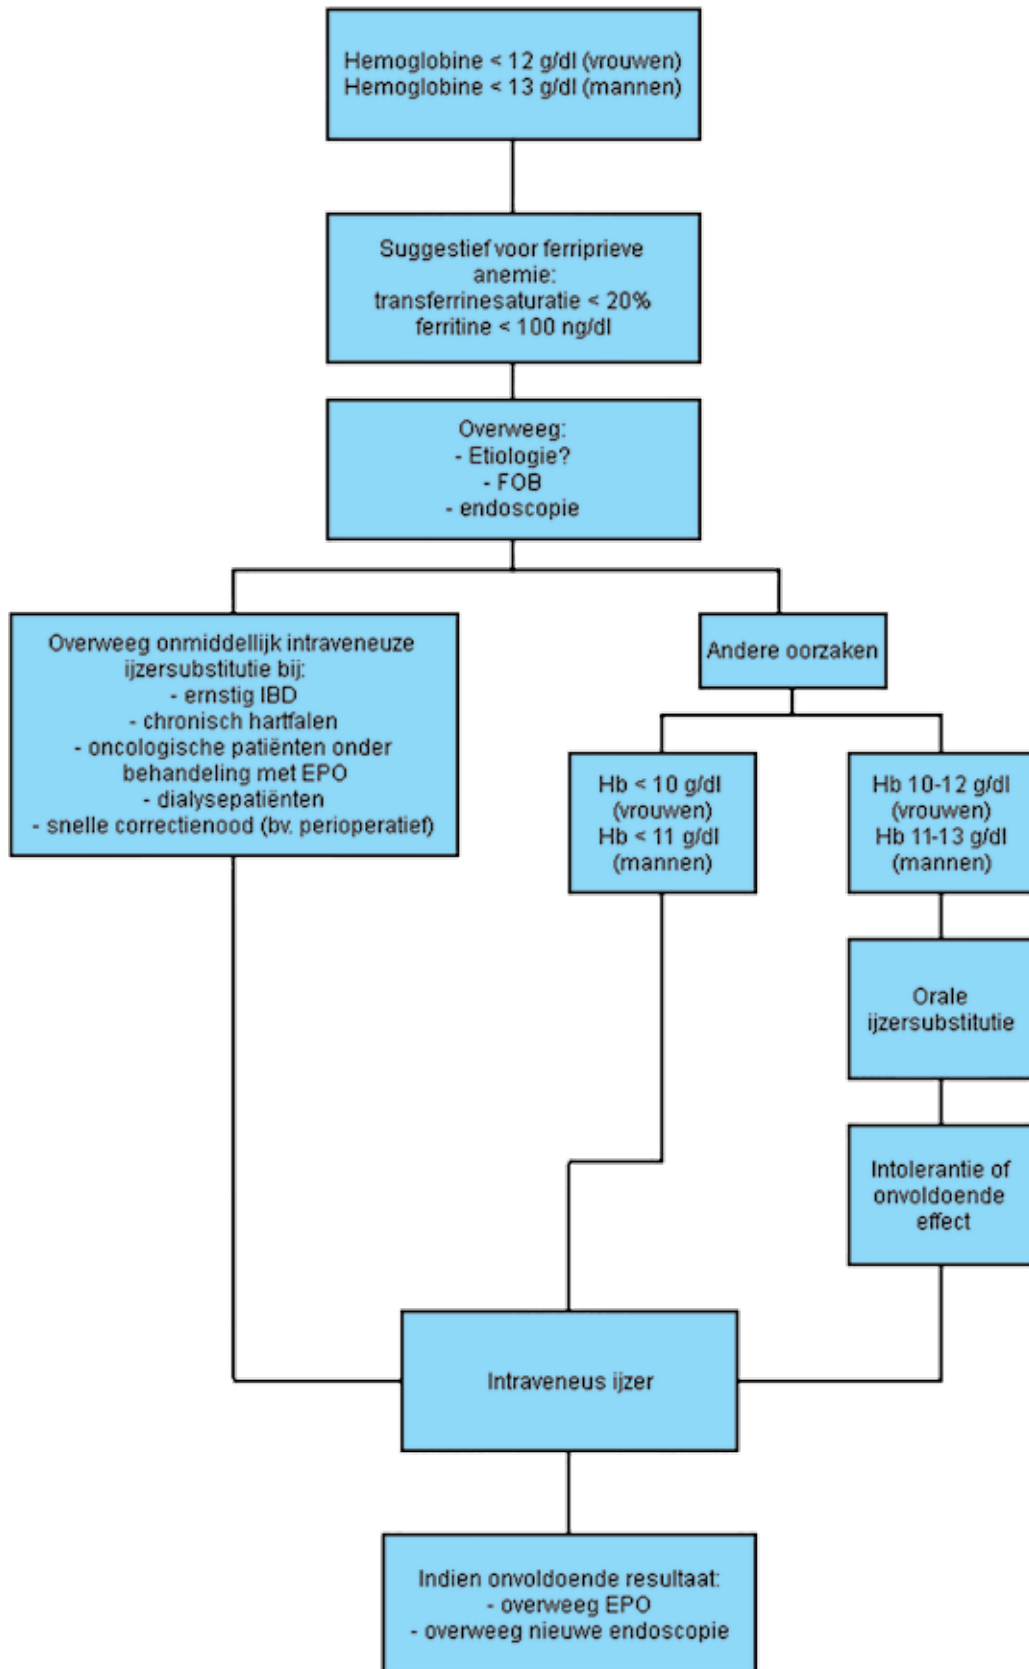 Hemoglobine < 12 g/dl (vrouwen)
Hemoglobine < 13 g/dl (mannen)
Suggestief voor ferriprieve
anemie:
transferrinesaturatie < 20%
ferritine < 100 ng/dl
Overweeg:
- Etiologie?
- FOB
- endoscopie
Overweeg onmiddellijk intraveneuze
ijzersubstitutie bij:
- ernstig IBD
- chronisch hartfalen
- oncologische patiënten onder
behandeling met EPO
- dialysepatiënten
- snelle correctienood (bv. perioperatief)
Andere oorzaken
Hb < 10 g/dl
(vrouwen)
Hb < 11 g/dl
(mannen)
Hb 10-12 g/dl
(vrouwen)
Hb 11-13 g/dl
(mannen)
Orale
ijzersubstitutie
Intolerantie of
onvoldoende
effect
Intraveneus ijzer
Indien onvoldoende resultaat:
- overweeg EPO
- overweeg nieuwe endoscopie